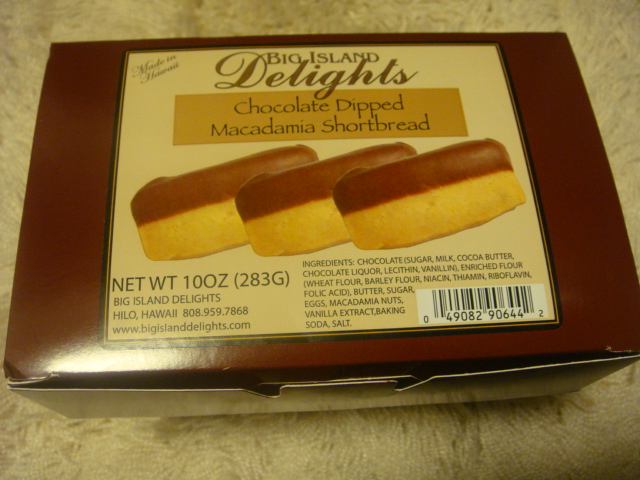 Made in
Hawaii
BIG ISLAND
Delights
Chocolate Dipped
Macadamia Shortbread
NET WT 10OZ (283G)
BIG ISLAND DELIGHTS
HILO, HAWAII 808.959.7868
www.bigislanddelights.com
INGREDIENTS: CHOCOLATE (SUGAR, MILK, COCOA BUTTER,
CHOCOLATE LIQUOR, LECITHIN, VANILLIN), ENRICHED FLOUR
(WHEAT FLOUR, BARLEY FLOUR, NIACIN, THIAMIN, RIBOFLAVIN,
FOLIC ACID), BUTTER, SUGAR,
EGGS, MACADAMIA NUTS,
VANILLA EXTRACT,BAKING
SODA, SALT.
0 49082 90644 2